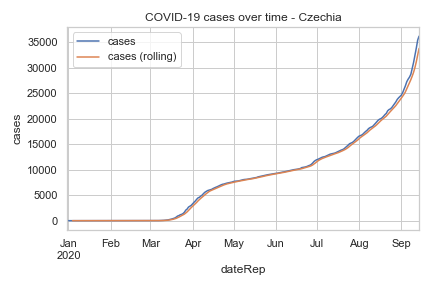 COVID-19 cases over time - Czechia
cases
cases (rolling)
35000
30000
25000
20000
15000
10000
5000
0
cases
Jan Feb Mar Apr May Jun Jul Aug Sep
2020
dateRep